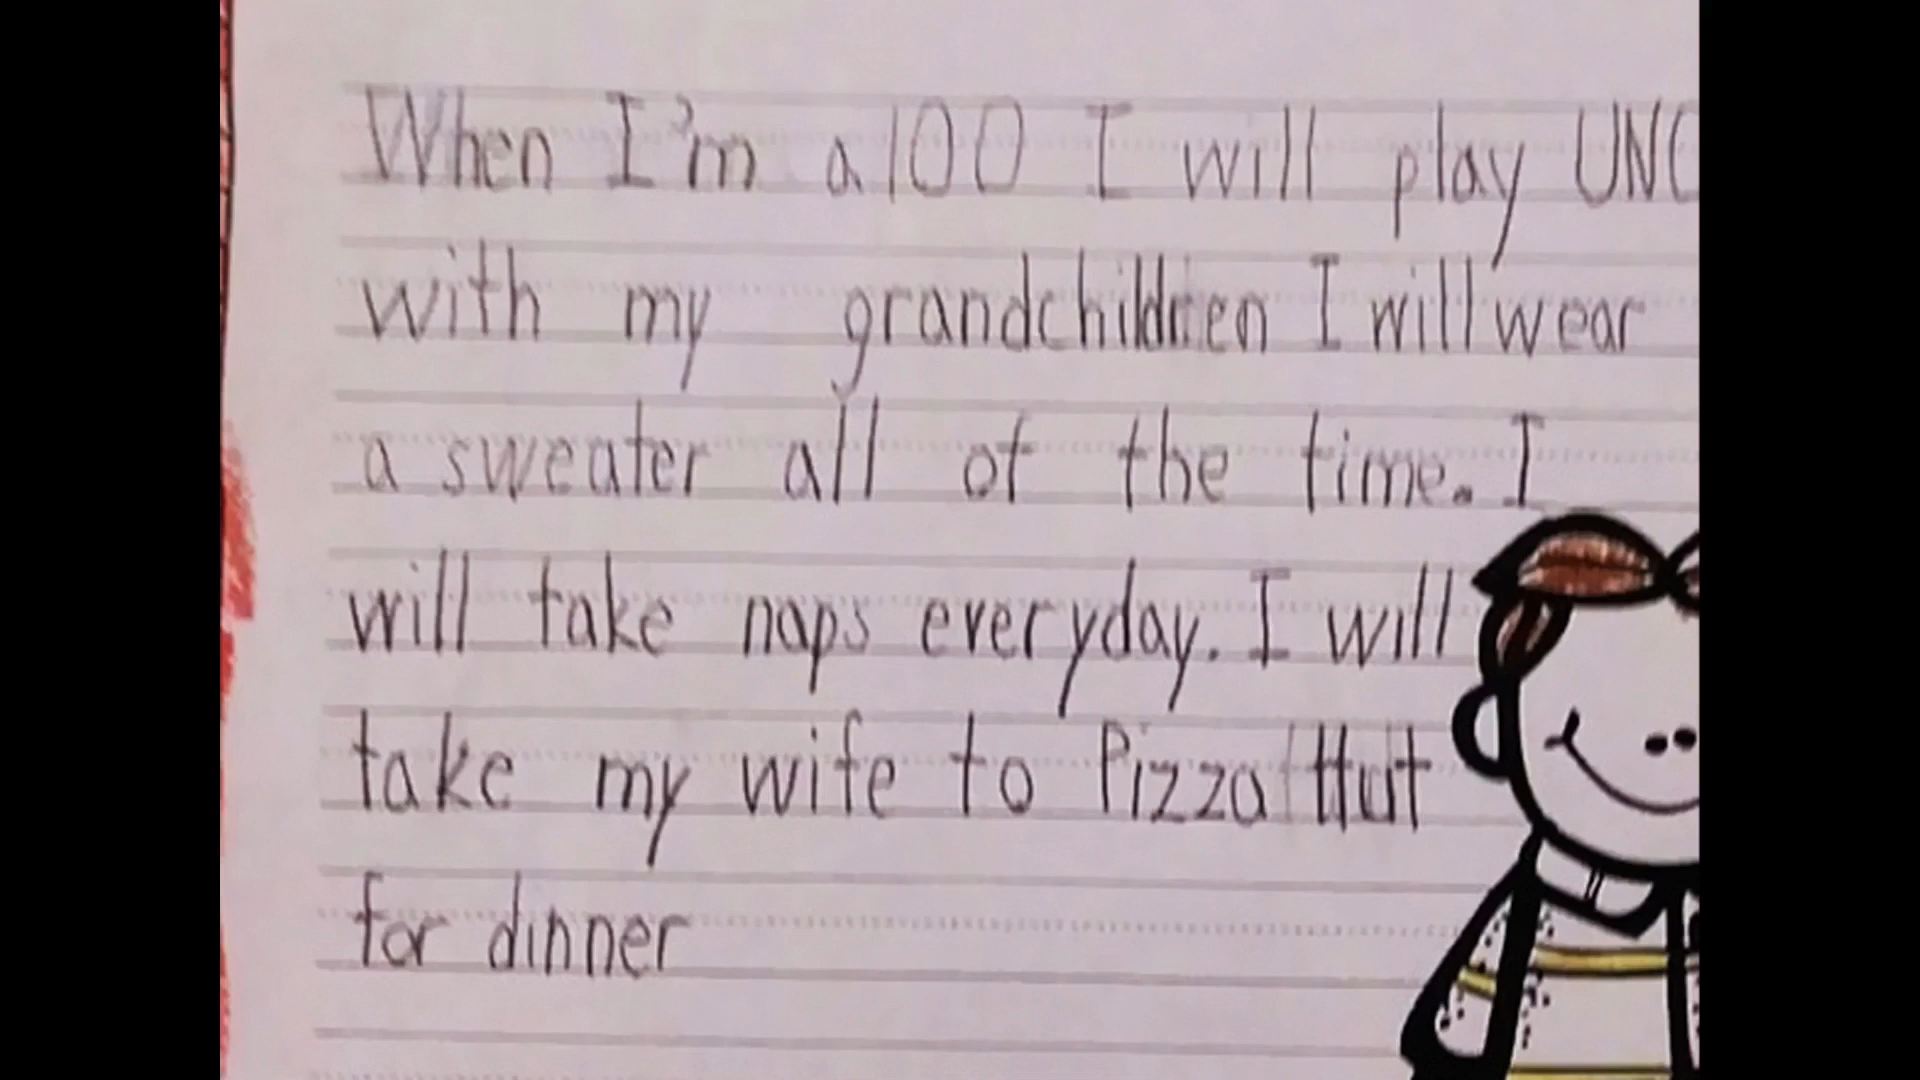 When I'm a 100 I will play UNO
with my grandchildren I will wear
a sweater all of the time. I
will take naps everyday. I will
take my wife to Pizza Hut
for dinner